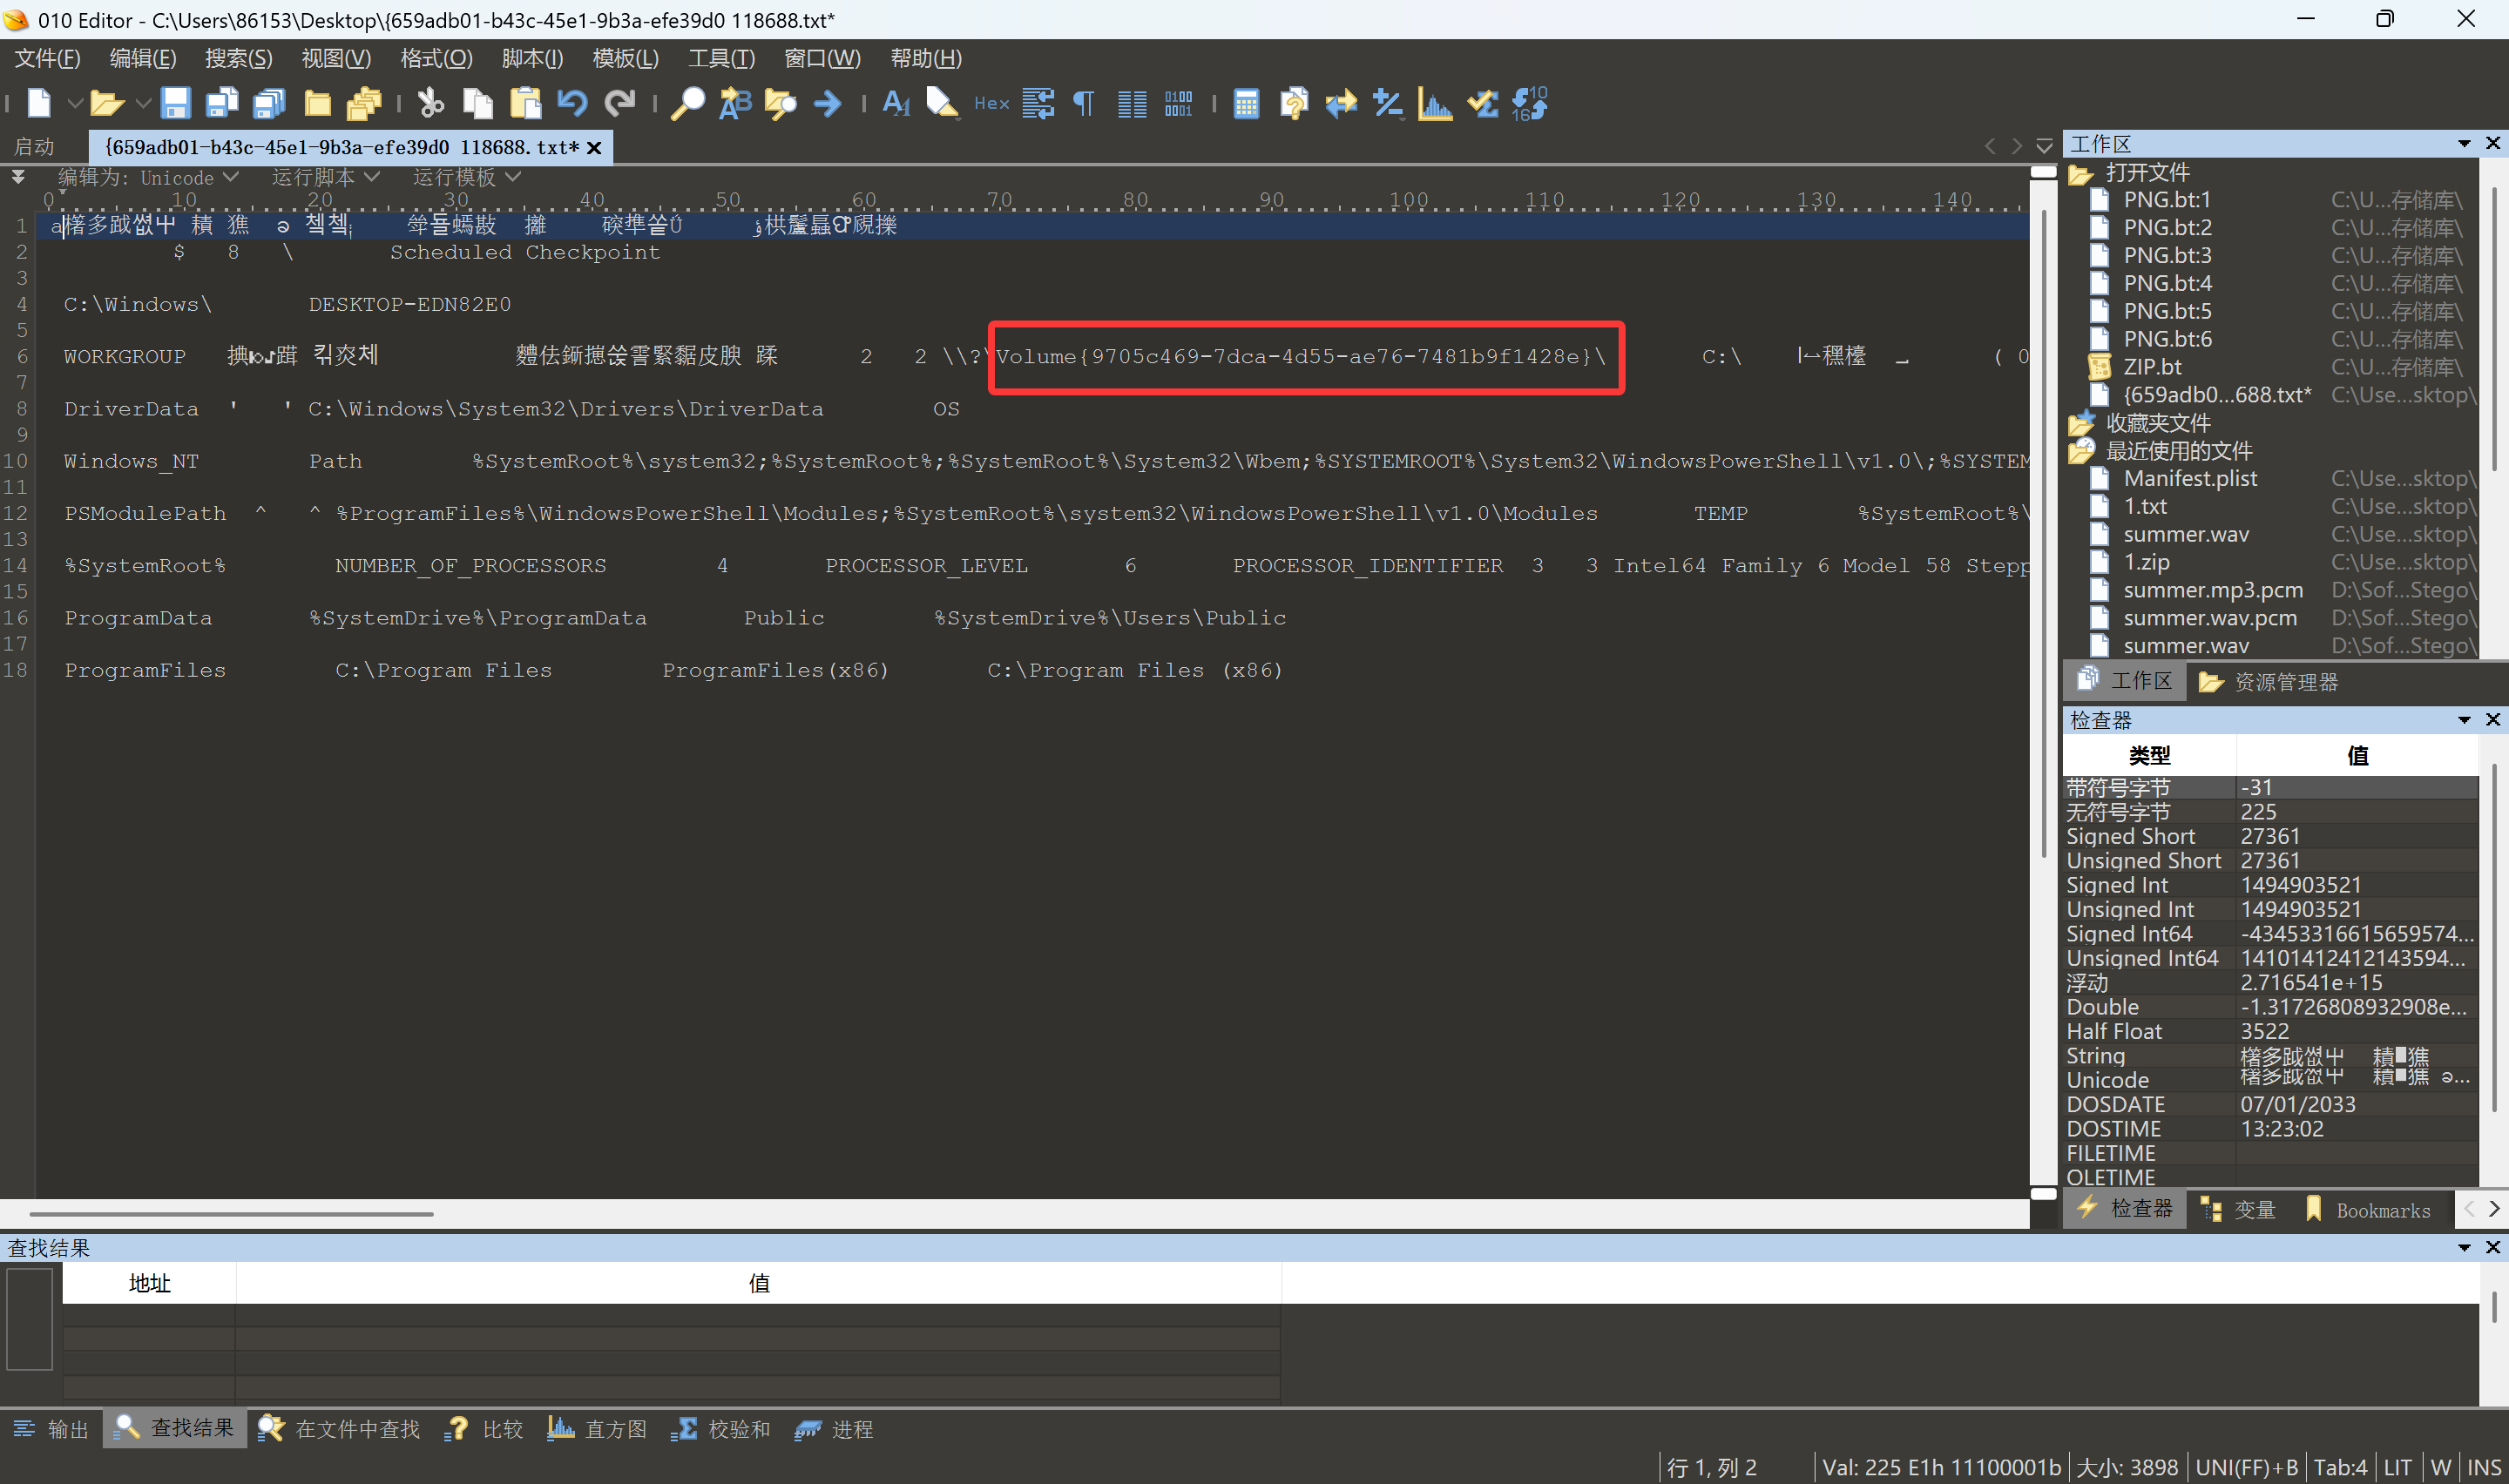 010 Editor - C:\Users\86153\Desktop\{659adb01-b43c-45e1-9b3a-efe39d0 118688.txt*
文件(F) 编辑(E) 搜索(S) 视图(V) 格式(O) 脚本(I) 模板(L) 工具(T) 窗口(W) 帮助(H)
Hex
启动 {659adb01-b43c-45e1-9b3a-efe39d0 118688.txt*
编辑为: Unicode 运行脚本 运行模板
0 10 20 30 40 50 60 70 80 90 100 110 120 130 140
1
2 $ 8 \ Scheduled Checkpoint
3
4 C:\Windows\ DESKTOP-EDN82E0
5
6 WORKGROUP 2 2 \\?\Volume{9705c469-7dca-4d55-ae76-7481b9f1428e}\ C:\ ( 0
7
8 DriverData ' ' C:\Windows\System32\Drivers\DriverData OS
9
10 Windows_NT Path %SystemRoot%\system32;%SystemRoot%;%SystemRoot%\System32\Wbem;%SYSTEMROOT%\System32\WindowsPowerShell\v1.0\;%SYSTEM
11
12 PSModulePath ^ ^ %ProgramFiles%\WindowsPowerShell\Modules;%SystemRoot%\system32\WindowsPowerShell\v1.0\Modules TEMP %SystemRoot%\
13
14 %SystemRoot% NUMBER_OF_PROCESSORS 4 PROCESSOR_LEVEL 6 PROCESSOR_IDENTIFIER 3 3 Intel64 Family 6 Model 58 Stepp
15
16 ProgramData %SystemDrive%\ProgramData Public %SystemDrive%\Users\Public
17
18 ProgramFiles C:\Program Files ProgramFiles(x86) C:\Program Files (x86)
工作区
打开文件
PNG.bt:1 C:\U...存储库\
PNG.bt:2 C:\U...存储库\
PNG.bt:3 C:\U...存储库\
PNG.bt:4 C:\U...存储库\
PNG.bt:5 C:\U...存储库\
PNG.bt:6 C:\U...存储库\
ZIP.bt C:\U...存储库\
{659adb0...688.txt* C:\Use...sktop\
收藏夹文件
最近使用的文件
Manifest.plist C:\Use...sktop\
1.txt C:\Use...sktop\
summer.wav C:\Use...sktop\
1.zip C:\Use...sktop\
summer.mp3.pcm D:\Sof...Stego\
summer.wav.pcm D:\Sof...Stego\
summer.wav D:\Sof...Stego\
工作区 资源管理器
检查器
类型 值
带符号字节 -31
无符号字节 225
Signed Short 27361
Unsigned Short 27361
Signed Int 1494903521
Unsigned Int 1494903521
Signed Int64 -43453316615659574...
Unsigned Int64 14101412412143594...
浮动 2.716541e+15
Double -1.31726808932908e...
Half Float 3522
String
Unicode
DOSDATE 07/01/2033
DOSTIME 13:23:02
FILETIME
OLETIME
检查器 变量 Bookmarks
查找结果
地址 值
输出 查找结果 在文件中查找 比较 直方图 校验和 进程
行 1, 列 2 Val: 225 E1h 11100001b 大小: 3898 UNI(FF)+B Tab:4 LIT W INS